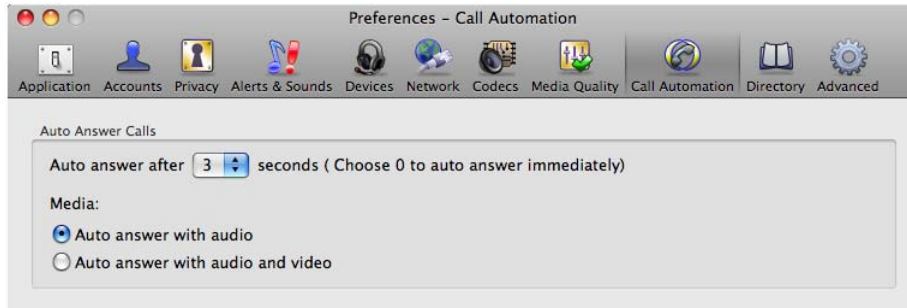 Preferences – Call Automation
Application Accounts Privacy Alerts & Sounds Devices Network Codecs Media Quality Call Automation Directory Advanced
Auto Answer Calls
Auto answer after 3 seconds ( Choose 0 to auto answer immediately)
Media:
Auto answer with audio
Auto answer with audio and video